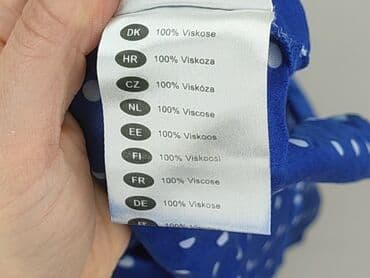 DK 100% Viskose
HR 100% Viskoza
CZ 100% Viskóza
NL 100% Viscose
EE 100% Viskoos
FI 100% Viskoosi
FR 100% Viscose
DE 100% Viskose
100%